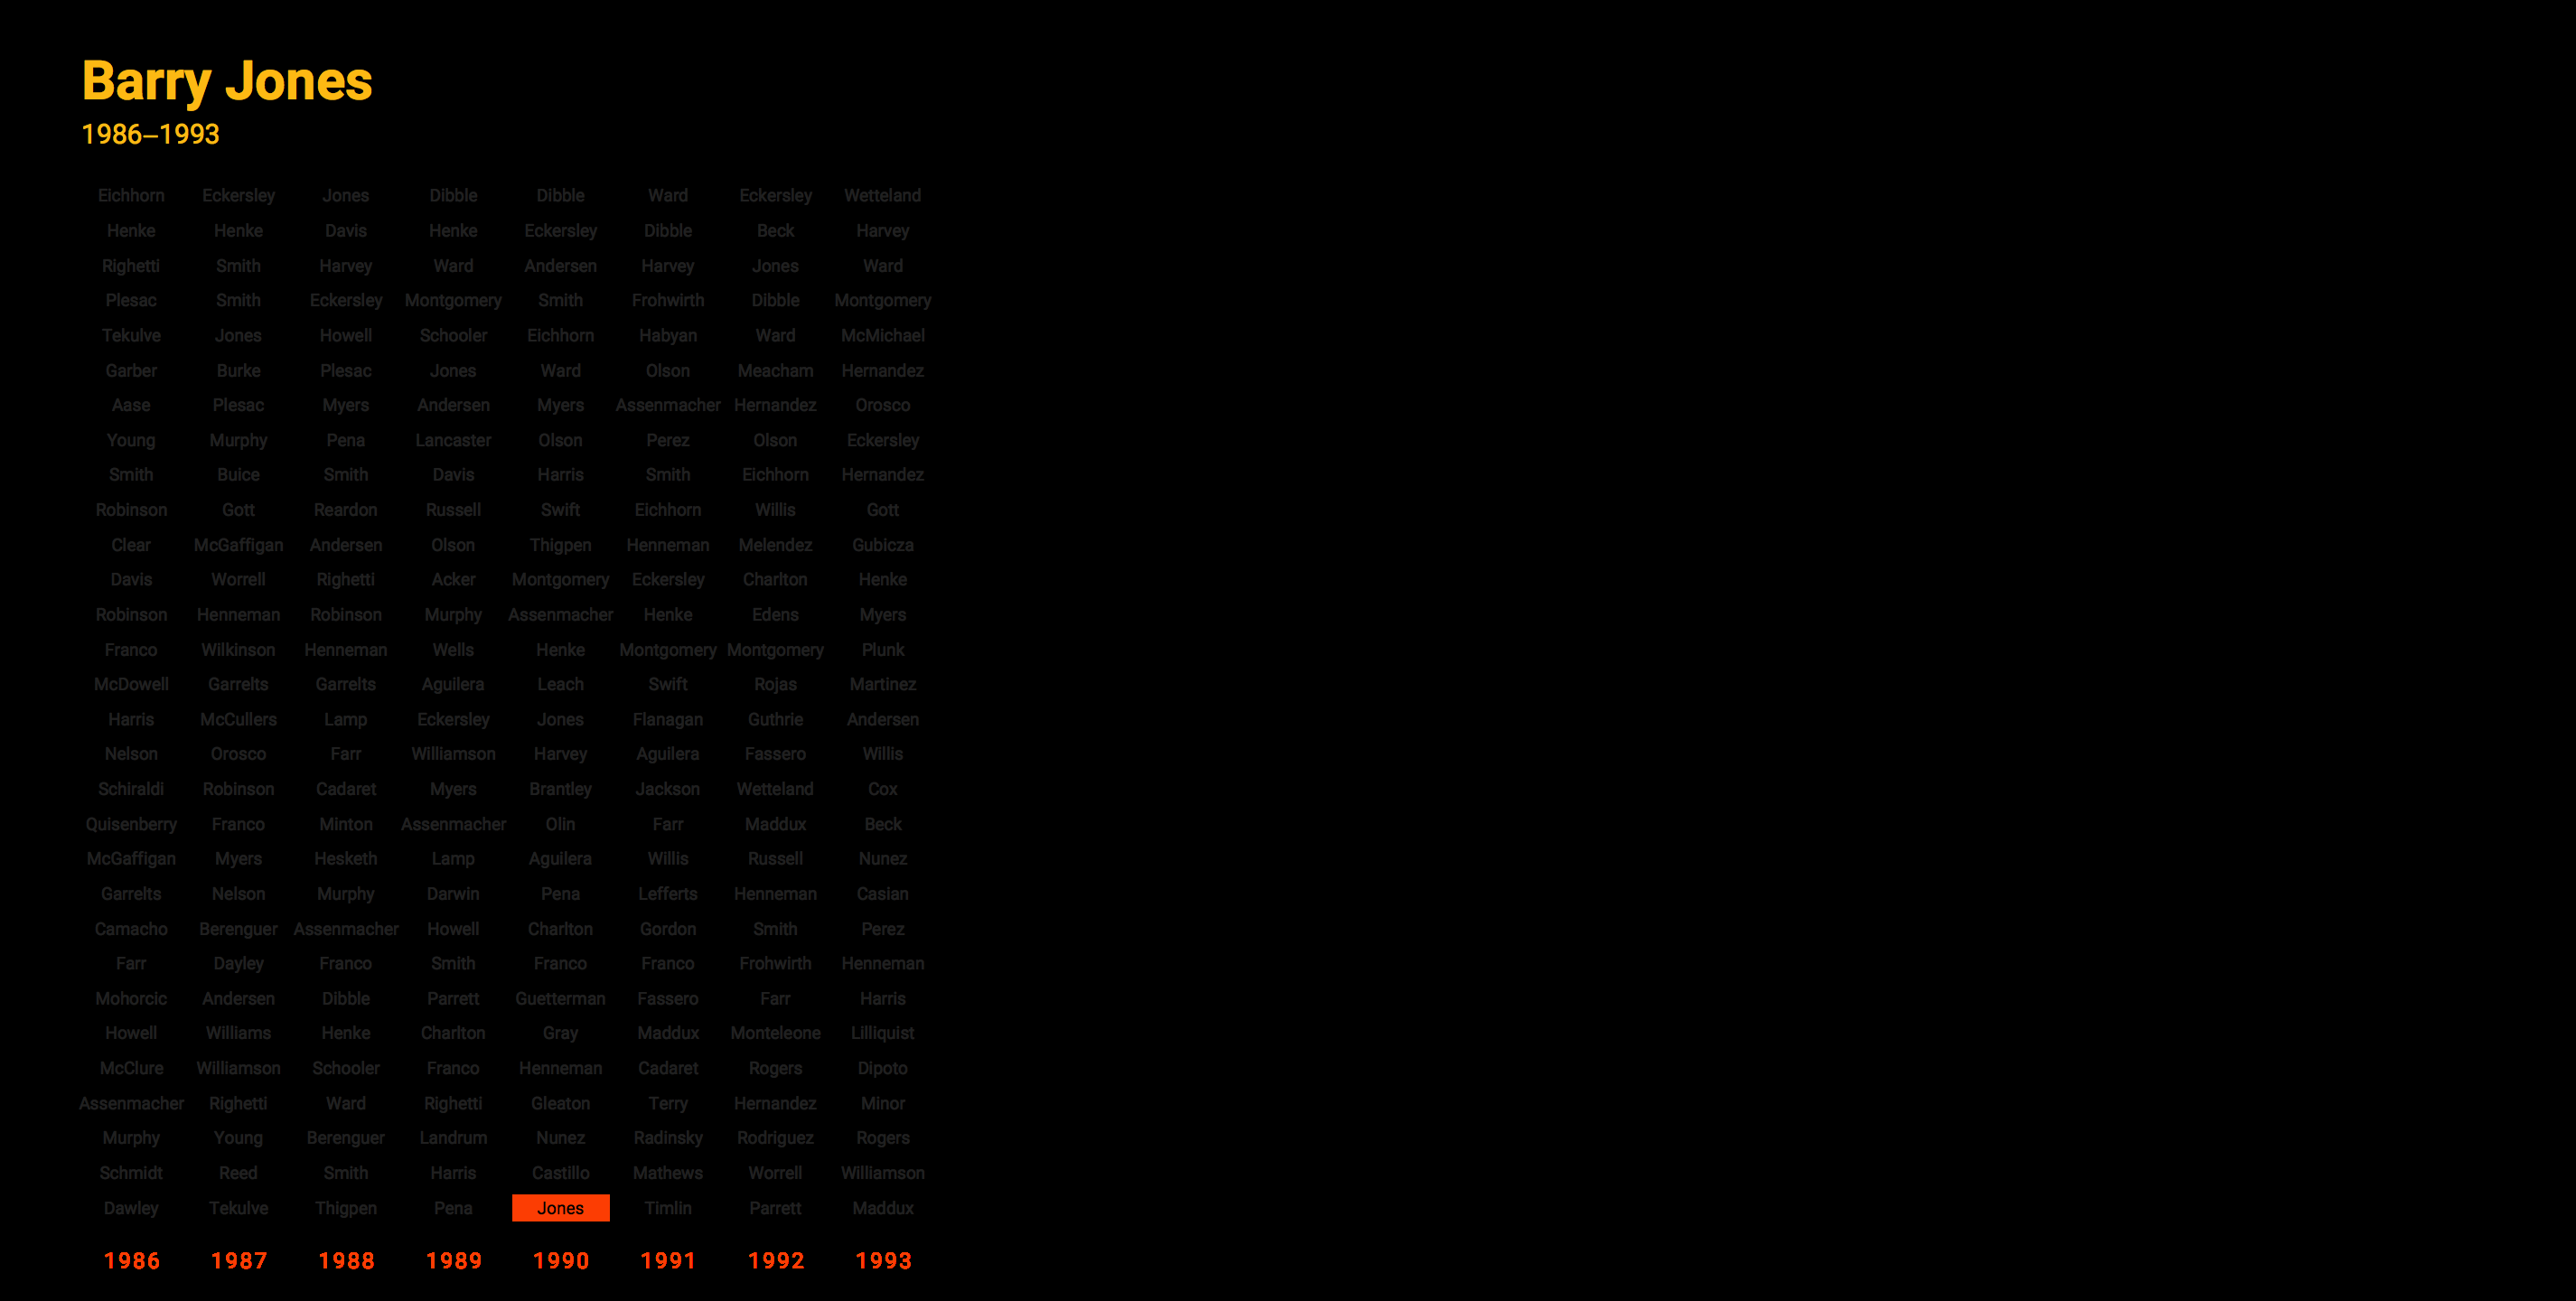 Barry Jones
1986–1993
Eichhorn Eckersley Jones Dibble Dibble Ward Eckersley Wetteland
Henke Henke Davis Henke Eckersley Dibble Beck Harvey
Righetti Smith Harvey Ward Andersen Harvey Jones Ward
Plesac Smith Eckersley Montgomery Smith Frohwirth Dibble Montgomery
Tekulve Jones Howell Schooler Eichhorn Habyan Ward McMichael
Garber Burke Plesac Jones Ward Olson Meacham Hernandez
Aase Plesac Myers Andersen Myers Assenmacher Hernandez Orosco
Young Murphy Pena Lancaster Olson Perez Olson Eckersley
Smith Buice Smith Davis Harris Smith Eichhorn Hernandez
Robinson Gott Reardon Russell Swift Eichhorn Willis Gott
Clear McGaffigan Andersen Olson Thigpen Henneman Melendez Gubicza
Davis Worrell Righetti Acker Montgomery Eckersley Charlton Henke
Robinson Henneman Robinson Murphy Assenmacher Henke Edens Myers
Franco Wilkinson Henneman Wells Henke Montgomery Montgomery Plunk
McDowell Garrelts Garrelts Aguilera Leach Swift Rojas Martinez
Harris McCullers Lamp Eckersley Jones Flanagan Guthrie Andersen
Nelson Orosco Farr Williamson Harvey Aguilera Fassero Willis
Schiraldi Robinson Cadaret Myers Brantley Jackson Wetteland Cox
Quisenberry Franco Minton Assenmacher Olin Farr Maddux Beck
McGaffigan Myers Hesketh Lamp Aguilera Willis Russell Nunez
Garrelts Nelson Murphy Darwin Pena Lefferts Henneman Casian
Camacho Berenguer Assenmacher Howell Charlton Gordon Smith Perez
Farr Dayley Franco Smith Franco Franco Frohwirth Henneman
Mohorcic Andersen Dibble Parrett Guetterman Fassero Farr Harris
Howell Williams Henke Charlton Gray Maddux Monteleone Lilliquist
McClure Williamson Schooler Franco Henneman Cadaret Rogers Dipoto
Assenmacher Righetti Ward Righetti Gleaton Terry Hernandez Minor
Murphy Young Berenguer Landrum Nunez Radinsky Rodriguez Rogers
Schmidt Reed Smith Harris Castillo Mathews Worrell Williamson
Dawley Tekulve Thigpen Pena Jones Timlin Parrett Maddux
1986 1987 1988 1989 1990 1991 1992 1993